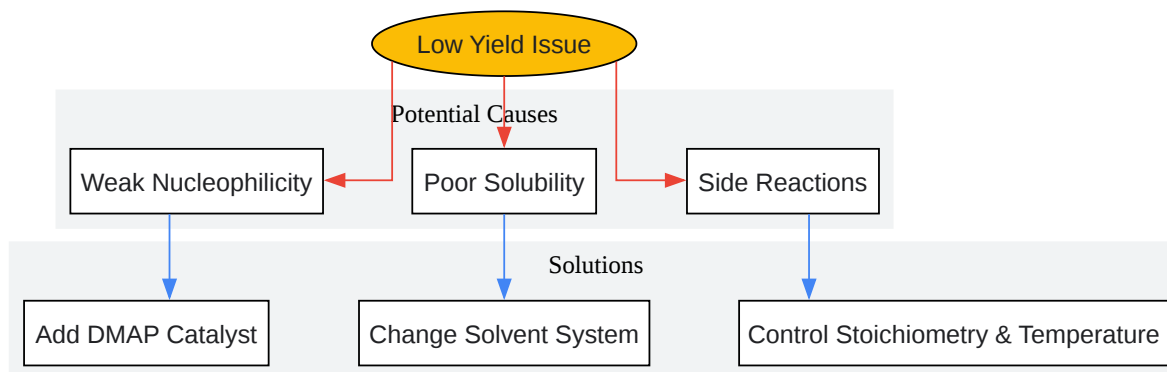 Low Yield Issue
Potential Causes
Weak Nucleophilicity
Poor Solubility
Side Reactions
Solutions
Add DMAP Catalyst
Change Solvent System
Control Stoichiometry & Temperature